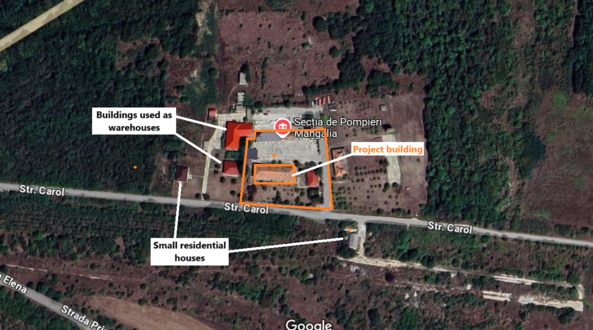 Buildings used as
warehouses
Sectia de Pompieri
Mangalia
Project building
Str. Carol
Str. Carol
Str. Carol
Small residential
houses
Elena
Strada Pri
Google